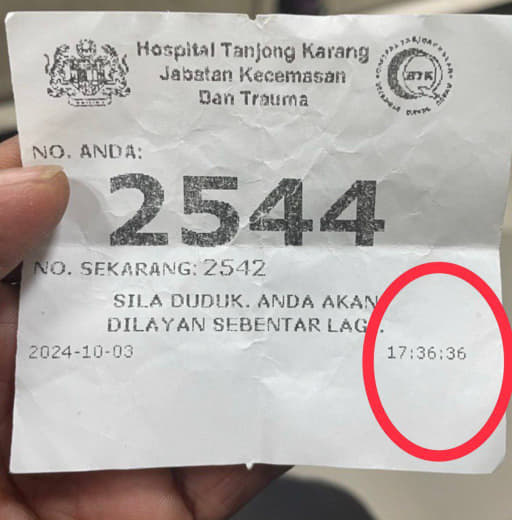 Hospital Tanjong Karang
Jabatan Kecemasan
Dan Trauma
NO. ANDA:
2544
NO. SEKARANG: 2542
SILA DUDUK. ANDA AKAN
DILAYAN SEBENTAR LAGI.
2024-10-03 17:36:36